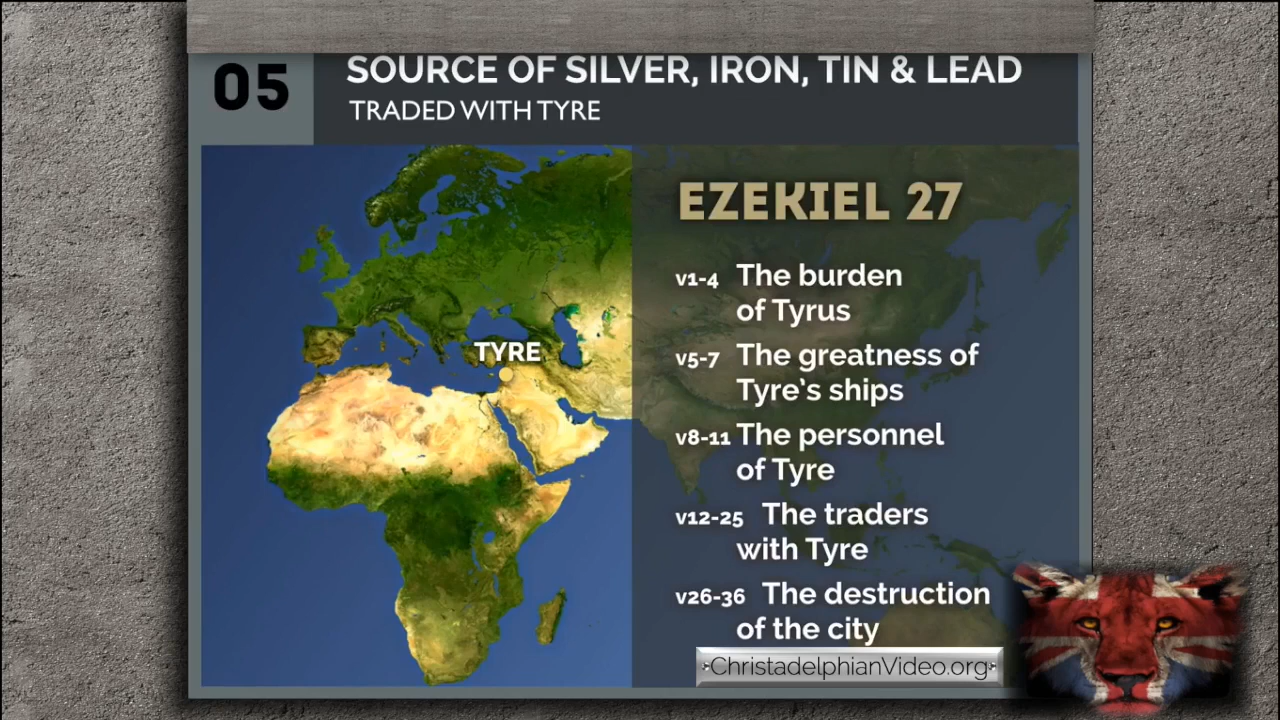 05
SOURCE OF SILVER, IRON, TIN & LEAD
TRADED WITH TYRE
TYRE
EZEKIEL 27
v1-4 The burden
of Tyrus
v5-7 The greatness of
Tyre's ships
v8-11 The personnel
of Tyre
v12-25 The traders
with Tyre
v26-36 The destruction
of the city
ChristadelphianVideo.org